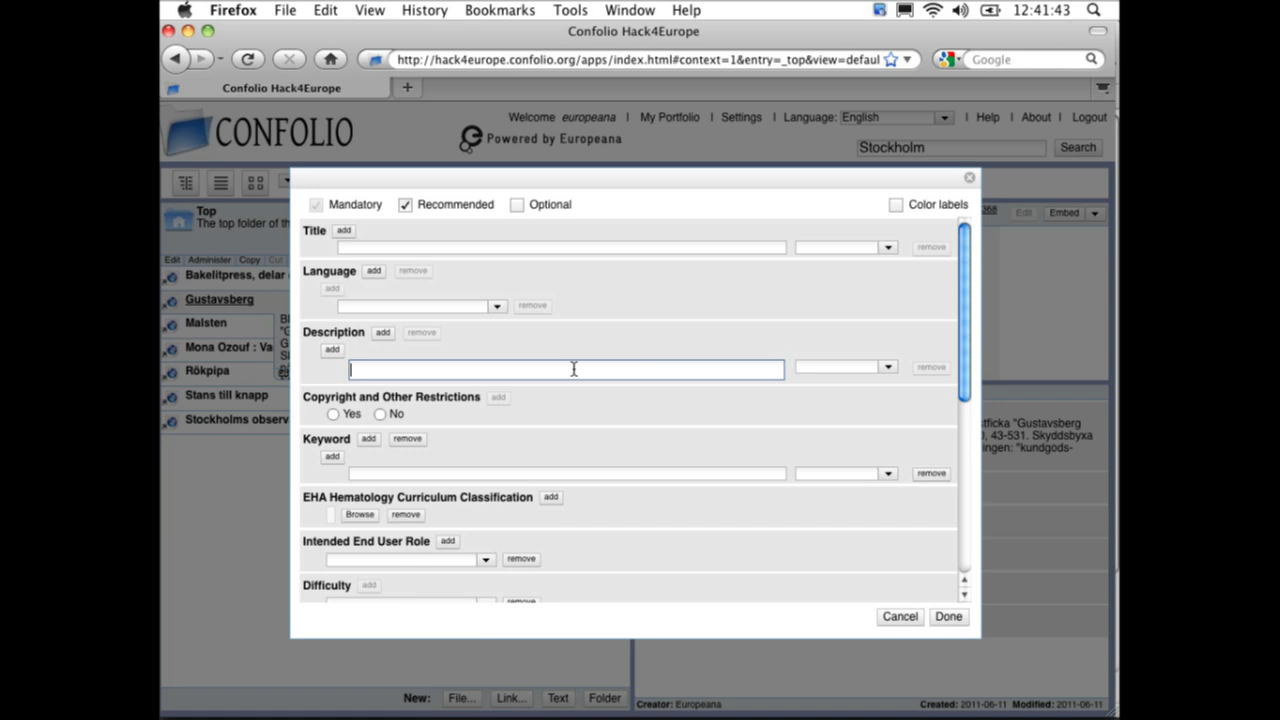 Firefox File Edit View History Bookmarks Tools Window Help 12:41:43
Confolio Hack4Europe
http://hack4europe.confolio.org/apps/index.html#context=1&entry=_top&view=defaul Google
Confolio Hack4Europe +
Welcome europeana | My Portfolio | Settings | Language: English | Help | About | Logout
CONFOLIO Powered by Europeana
Stockholm Search
Mandatory Recommended Optional Color labels
Top
The top folder of th
368 Edit Embed
Title add
remove
Edit Administer Copy Cut
Language add remove
add
Bakelitpress, delar
Gustavsberg
remove
Malsten
Description add remove
add
Mona Ozouf : Va
Rökpipa
remove
Stans till knapp
Copyright and Other Restrictions add
Yes No
Stockholms observ
tficka "Gustavsberg
), 43-531. Skyddsbyxa
ingen: "kundgods-
Keyword add remove
add
remove
EHA Hematology Curriculum Classification add
Browse remove
Intended End User Role add
remove
Difficulty add
remove
Cancel Done
New: File... Link... Text Folder
Creator: Europeana Created: 2011-06-11 Modified: 2011-06-11